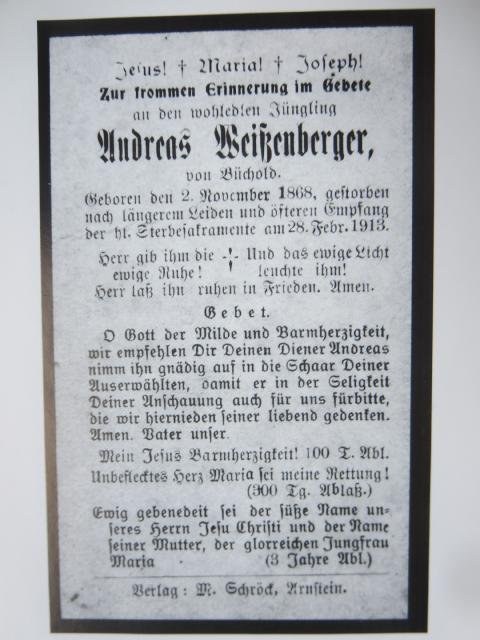 Jesus! † Maria! † Joseph!
Zur frommen Erinnerung im Gebete
an den wohledlen Jüngling
Andreas Weißenberger,
von Büchold.
Geboren den 2. November 1868, gestorben
nach längerem Leiden und öfteren Empfang
der hl. Sterbesakramente am 28. Febr. 1913.
Herr gib ihm die -!- Und das ewige Licht
ewige Ruhe! leuchte ihm!
Herr laß ihn ruhen in Frieden. Amen.
Gebet.
O Gott der Milde und Barmherzigkeit,
wir empfehlen Dir Deinen Diener Andreas
nimm ihn gnädig auf in die Schaar Deiner
Auserwählten, damit er in der Seligkeit
Deiner Anschauung auch für uns fürbitte,
die wir hiernieden seiner liebend gedenken.
Amen. Vater unser.
Mein Jesus Barmherzigkeit! 100 T. Abl.
Unbeflecktes Herz Maria sei meine Rettung!
(300 Tg. Ablaß.)
Ewig gebenedeit sei der süße Name un-
seres Herrn Jesu Christi und der Name
seiner Mutter, der glorreichen Jungfrau
Maria (3 Jahre Abl.)
Verlag: M. Schröck, Arnstein.